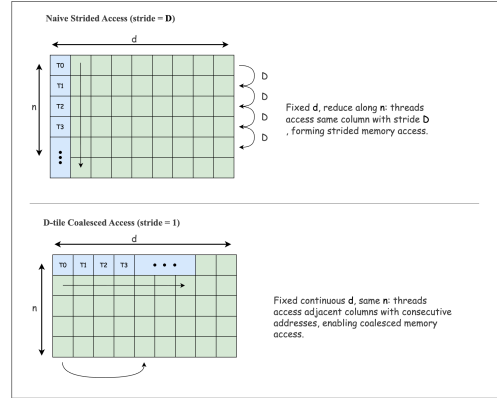 Naive Strided Access (stride = D)
d
T0
T1
T2
T3
n
D
D
D
D
Fixed d, reduce along n: threads
access same column with stride D
, forming strided memory access.
D-tile Coalesced Access (stride = 1)
d
T0 T1 T2 T3
n
Fixed continuous d, same n: threads
access adjacent columns with consecutive
addresses, enabling coalesced memory
access.